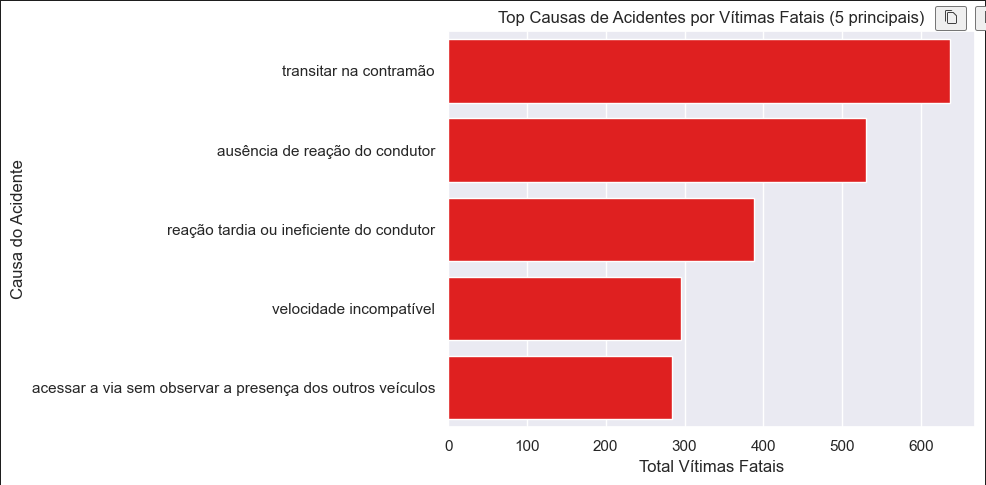 Top Causas de Acidentes por Vítimas Fatais (5 principais)
transitar na contramão
ausência de reação do condutor
reação tardia ou ineficiente do condutor
velocidade incompatível
acessar a via sem observar a presença dos outros veículos
Causa do Acidente
0 100 200 300 400 500 600
Total Vítimas Fatais